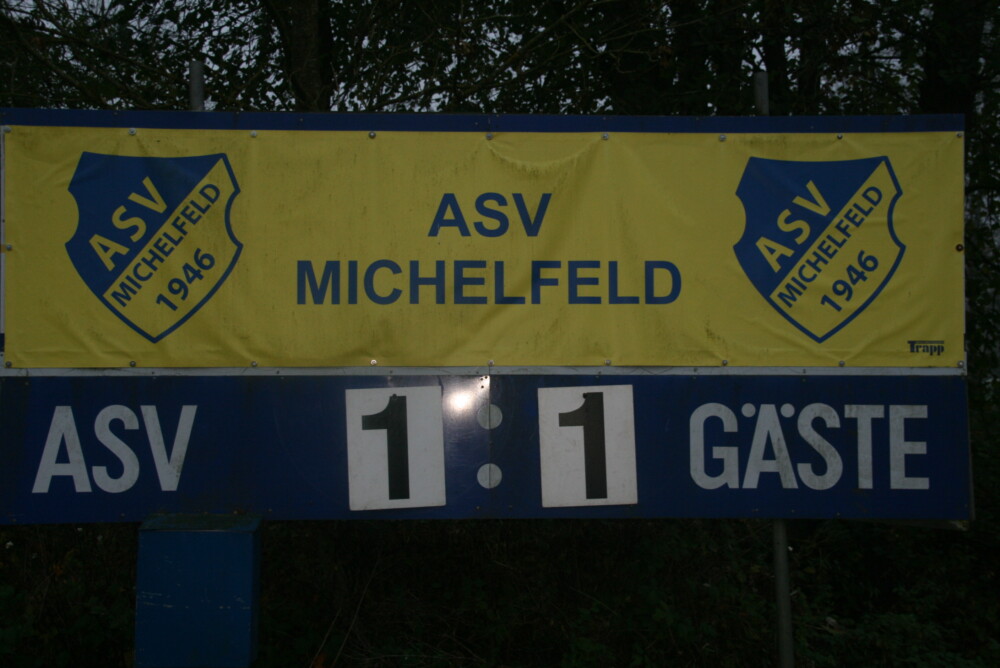 ASV
MICHELFELD
1946
ASV
MICHELFELD
ASV
MICHELFELD
1946
Trapp
ASV 1:1 GÄSTE